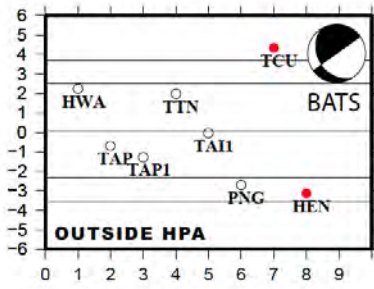 6
5
4
3
2
1
0
−1
−2
−3
−4
−5
−6
TCU
BATS
HWA
TTN
TAI1
TAP
TAP1
PNG
HEN
OUTSIDE HPA
0 1 2 3 4 5 6 7 8 9